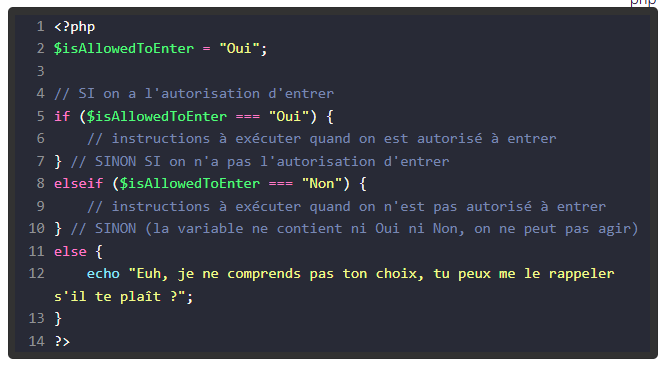 php
1 <?php
2 $isAllowedToEnter = "Oui";
3
4 // SI on a l'autorisation d'entrer
5 if ($isAllowedToEnter === "Oui") {
6     // instructions à exécuter quand on est autorisé à entrer
7 } // SINON SI on n'a pas l'autorisation d'entrer
8 elseif ($isAllowedToEnter === "Non") {
9     // instructions à exécuter quand on n'est pas autorisé à entrer
10 } // SINON (la variable ne contient ni Oui ni Non, on ne peut pas agir)
11 else {
12     echo "Euh, je ne comprends pas ton choix, tu peux me le rappeler
s'il te plaît ?";
13 }
14 ?>